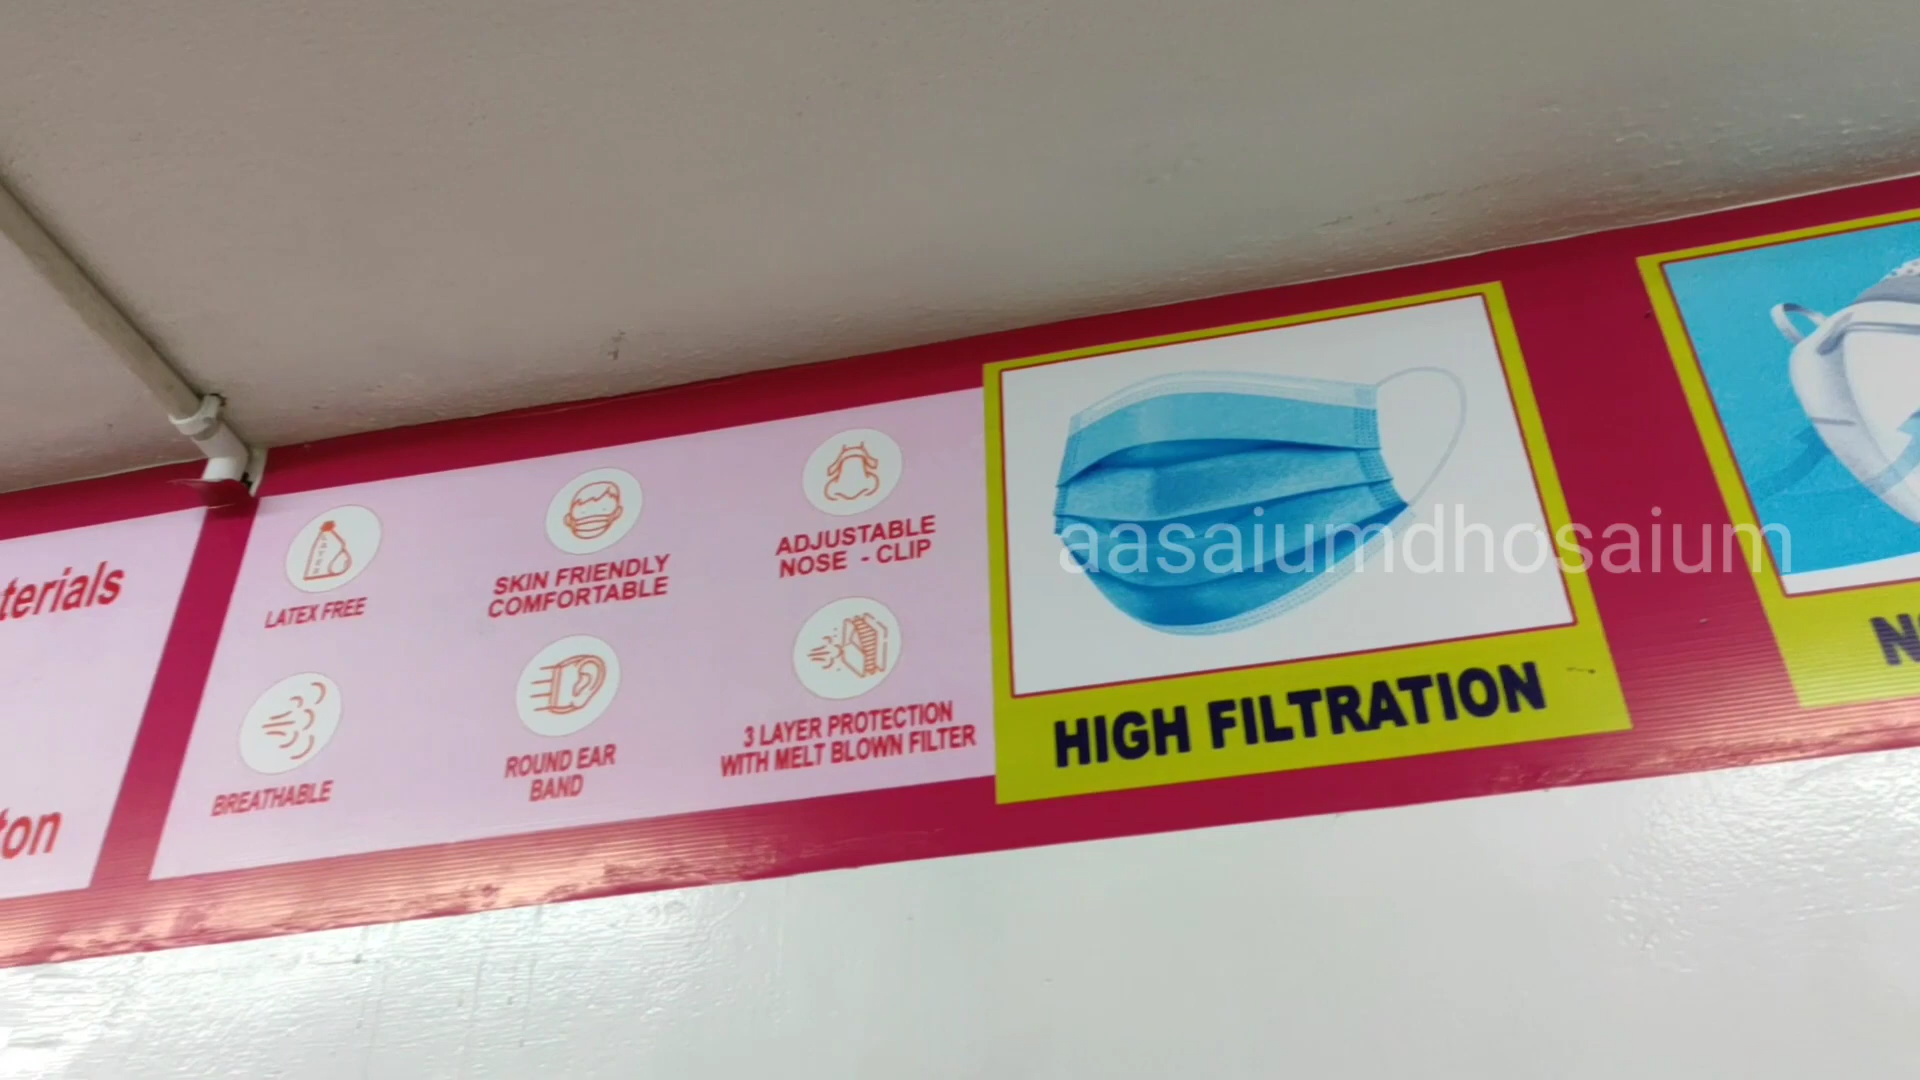 terials
ton
LATEX FREE
SKIN FRIENDLY
COMFORTABLE
ADJUSTABLE
NOSE - CLIP
BREATHABLE
ROUND EAR
BAND
3 LAYER PROTECTION
WITH MELT BLOWN FILTER
HIGH FILTRATION
aasaiumdhosaium